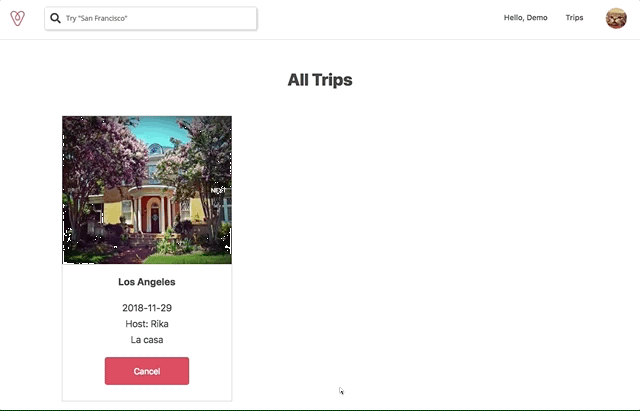 Try "San Francisco"
Hello, Demo
Trips
All Trips
NEXT
Los Angeles
2018-11-29
Host: Rika
La casa
Cancel